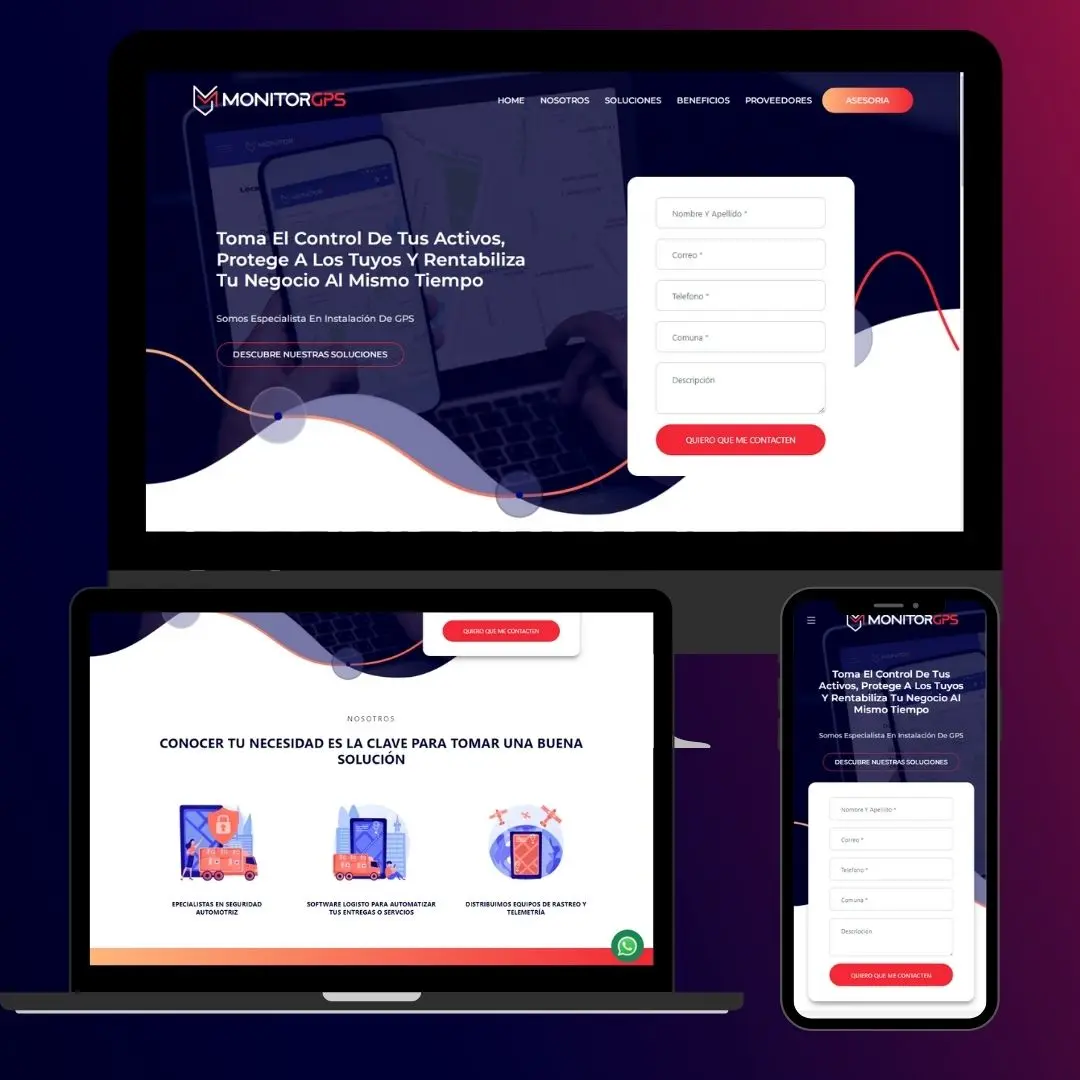 MONITORGPS
HOME NOSOTROS SOLUCIONES BENEFICIOS PROVEEDORES ASESORIA
MONITOR
Toma El Control De Tus Activos,
Protege A Los Tuyos Y Rentabiliza
Tu Negocio Al Mismo Tiempo
Somos Especialista En Instalación De GPS
DESCUBRE NUESTRAS SOLUCIONES
Nombre Y Apellido *
Correo *
Telefono *
Comuna *
Descripción
QUIERO QUE ME CONTACTEN
QUIERO QUE ME CONTACTEN
NOSOTROS
CONOCER TU NECESIDAD ES LA CLAVE PARA TOMAR UNA BUENA
SOLUCIÓN
EPECIALISTAS EN SEGURIDAD
AUTOMOTRIZ
SOFTWARE LOGISTO PARA AUTOMATIZAR
TUS ENTREGAS O SERVCIOS
DISTRIBUIMOS EQUIPOS DE RASTREO Y
TELEMETRÍA
MONITORGPS
Toma El Control De Tus
Activos, Protege A Los Tuyos
Y Rentabiliza Tu Negocio Al
Mismo Tiempo
Somos Especialista En Instalación De GPS
DESCUBRE NUESTRAS SOLUCIONES
Nombre Y Apellido *
Correo *
Telefono *
Comuna *
Descripción
QUIERO QUE ME CONTACTEN